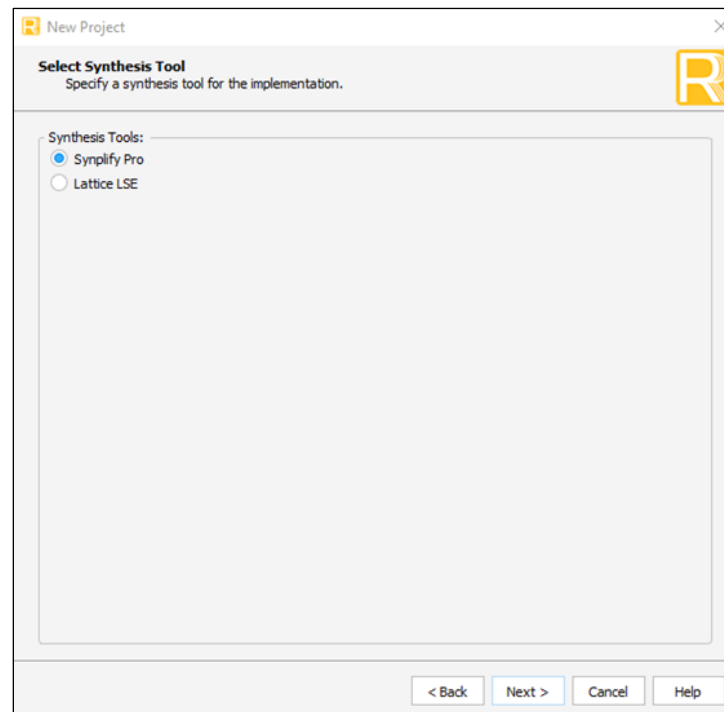 New Project
Select Synthesis Tool
Specify a synthesis tool for the implementation.
Synthesis Tools:
Synplify Pro
Lattice LSE
< Back Next > Cancel Help